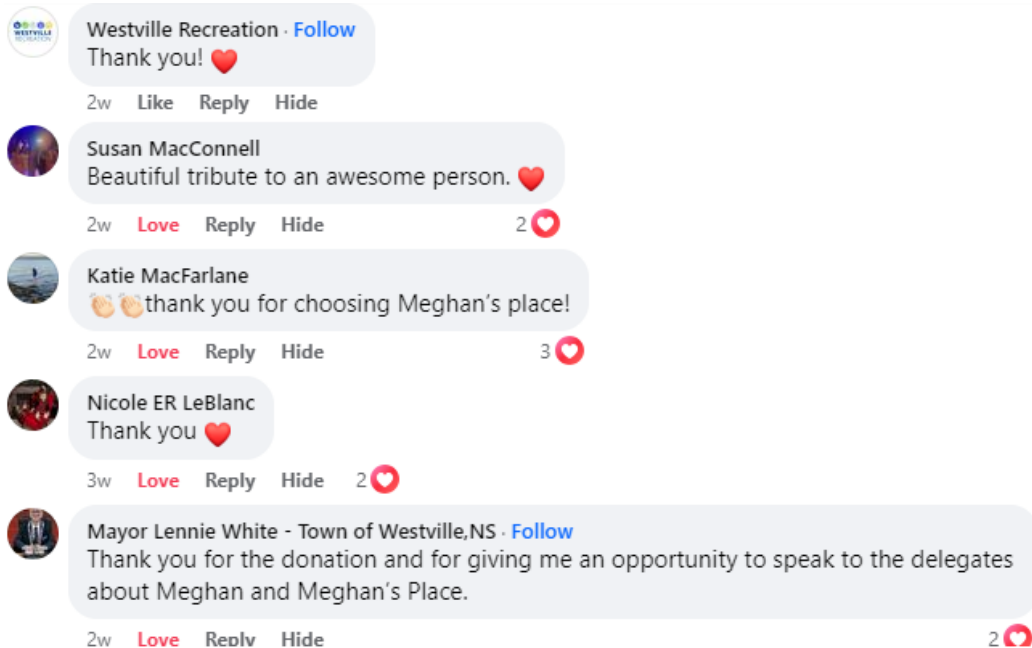 WESTVILLE
RECREATION
Westville Recreation · Follow
Thank you! ❤️
2w Like Reply Hide
Susan MacConnell
Beautiful tribute to an awesome person. ❤️
2w Love Reply Hide 2
Katie MacFarlane
👏🏻👏🏻thank you for choosing Meghan's place!
2w Love Reply Hide 3
Nicole ER LeBlanc
Thank you ❤️
3w Love Reply Hide 2
Mayor Lennie White - Town of Westville,NS · Follow
Thank you for the donation and for giving me an opportunity to speak to the delegates
about Meghan and Meghan's Place.
2w Love Reply Hide 2